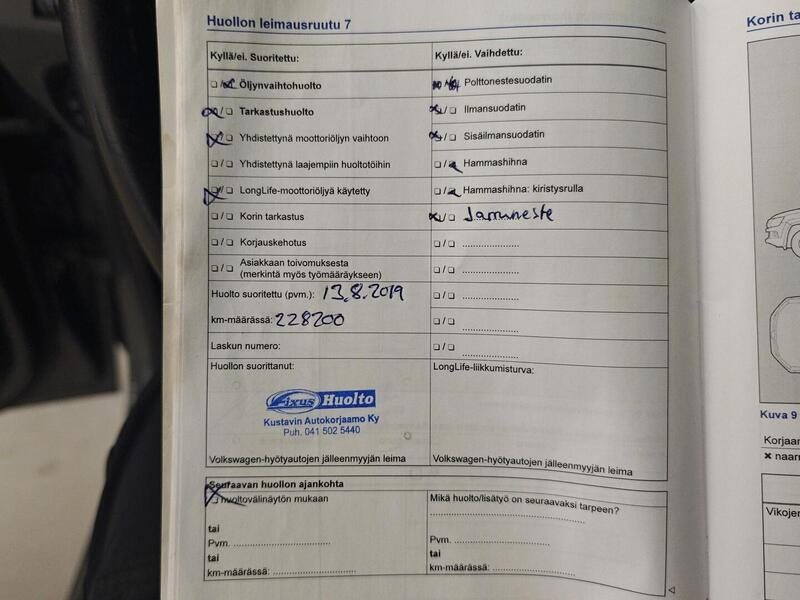 Huollon leimausruutu 7
Kyllä/ei. Suoritettu:
Öljynvaihtohuolto
Tarkastushuolto
Yhdistettynä moottoriöljyn vaihtoon
Yhdistettynä laajempiin huoltotöihin
LongLife-moottoriöljyä käytetty
Korin tarkastus
Korjauskehotus
Asiakkaan toivomuksesta
(merkintä myös työmääräykseen)
Huolto suoritettu (pvm.): 13.8.2019
km-määrässä: 228200
Laskun numero:
Huollon suorittanut:
Fixus Huolto
Kustavin Autokorjaamo Ky
Puh. 041 502 5440
Volkswagen-hyötyautojen jälleenmyyjän leima
Kyllä/ei. Vaihdettu:
Polttonestesuodatin
Ilmansuodatin
Sisäilmansuodatin
Hammashihna
Hammashihna: kiristysrulla
Jarruneste
LongLife-liikkumisturva:
Volkswagen-hyötyautojen jälleenmyyjän leima
Seuraavan huollon ajankohta
huoltovälinäytön mukaan
tai
Pvm. ..............................
tai
km-määrässä: ..........................
Mikä huolto/lisätyö on seuraavaksi tarpeen?
Pvm. ..............................
tai
km-määrässä: ..........................
Korin ta
Kuva 9
Korjaan
× naarm
Vikojen